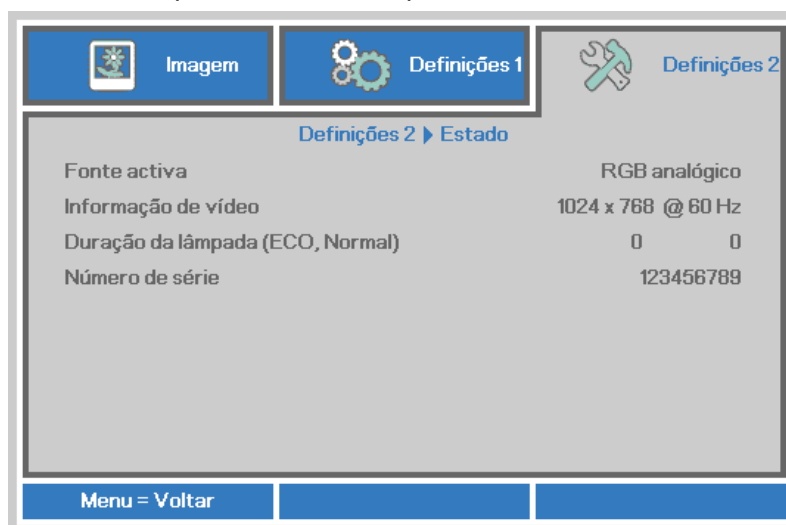 Imagem
Definições 1
Definições 2
Definições 2 ▶ Estado
Fonte activa RGB analógico
Informação de vídeo 1024 x 768 @ 60 Hz
Duração da lâmpada (ECO, Normal) 0 0
Número de série 123456789
Menu = Voltar